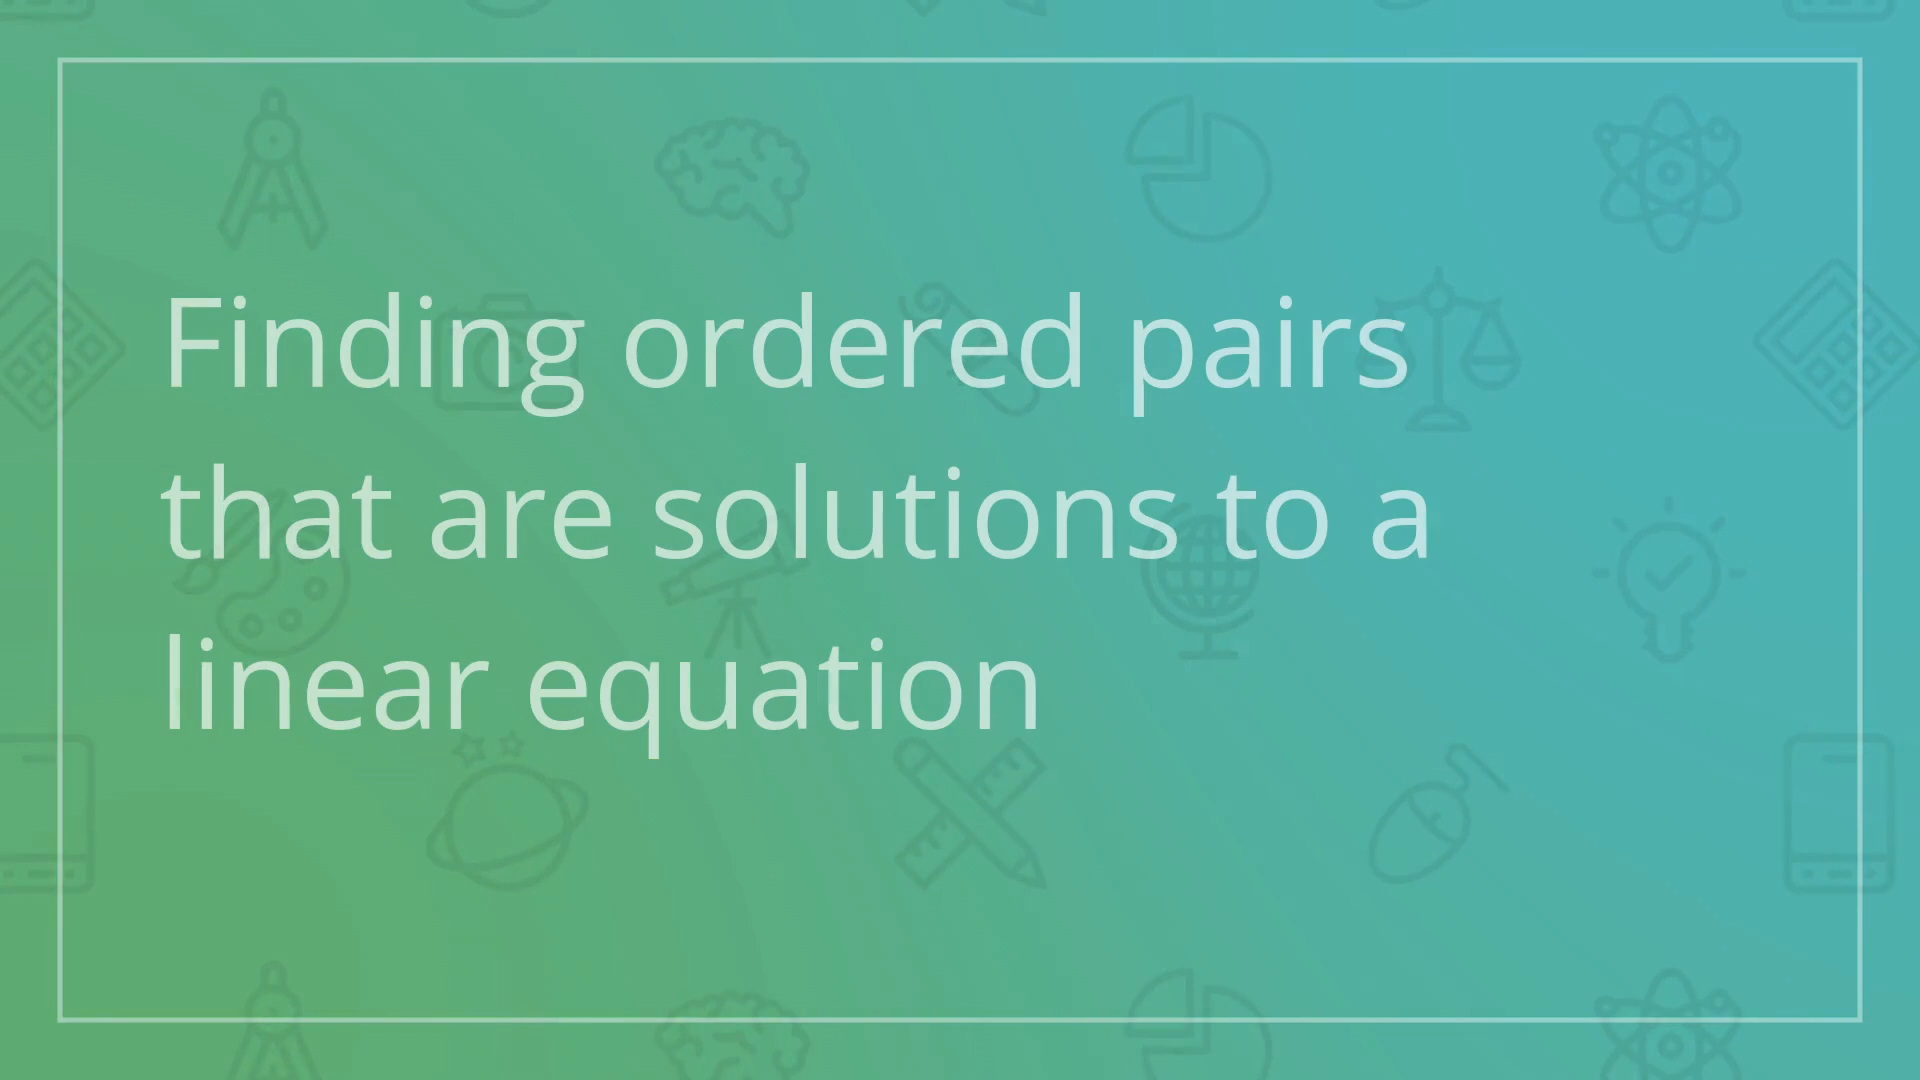 Finding ordered pairs
that are solutions to a
linear equation